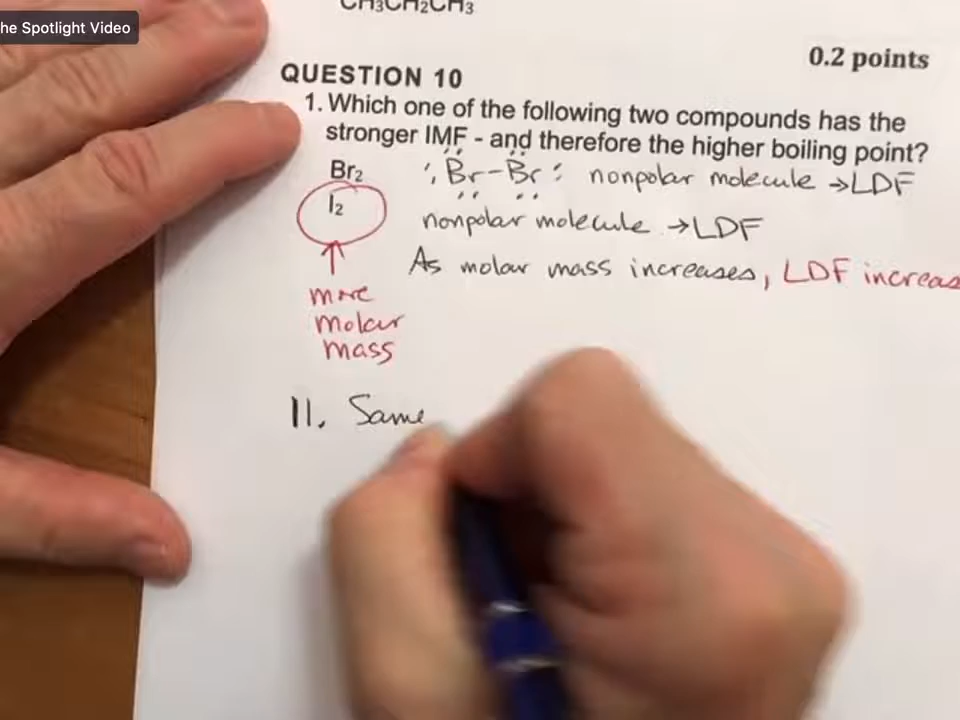 he Spotlight Video
CH3CH2CH3
0.2 points
QUESTION 10
1. Which one of the following two compounds has the
stronger IMF - and therefore the higher boiling point?
Br2 :Br-Br: nonpolar molecule →LDF
I2 nonpolar molecule →LDF
As molar mass increases, LDF increas
↑
more
molar
mass
11. Same